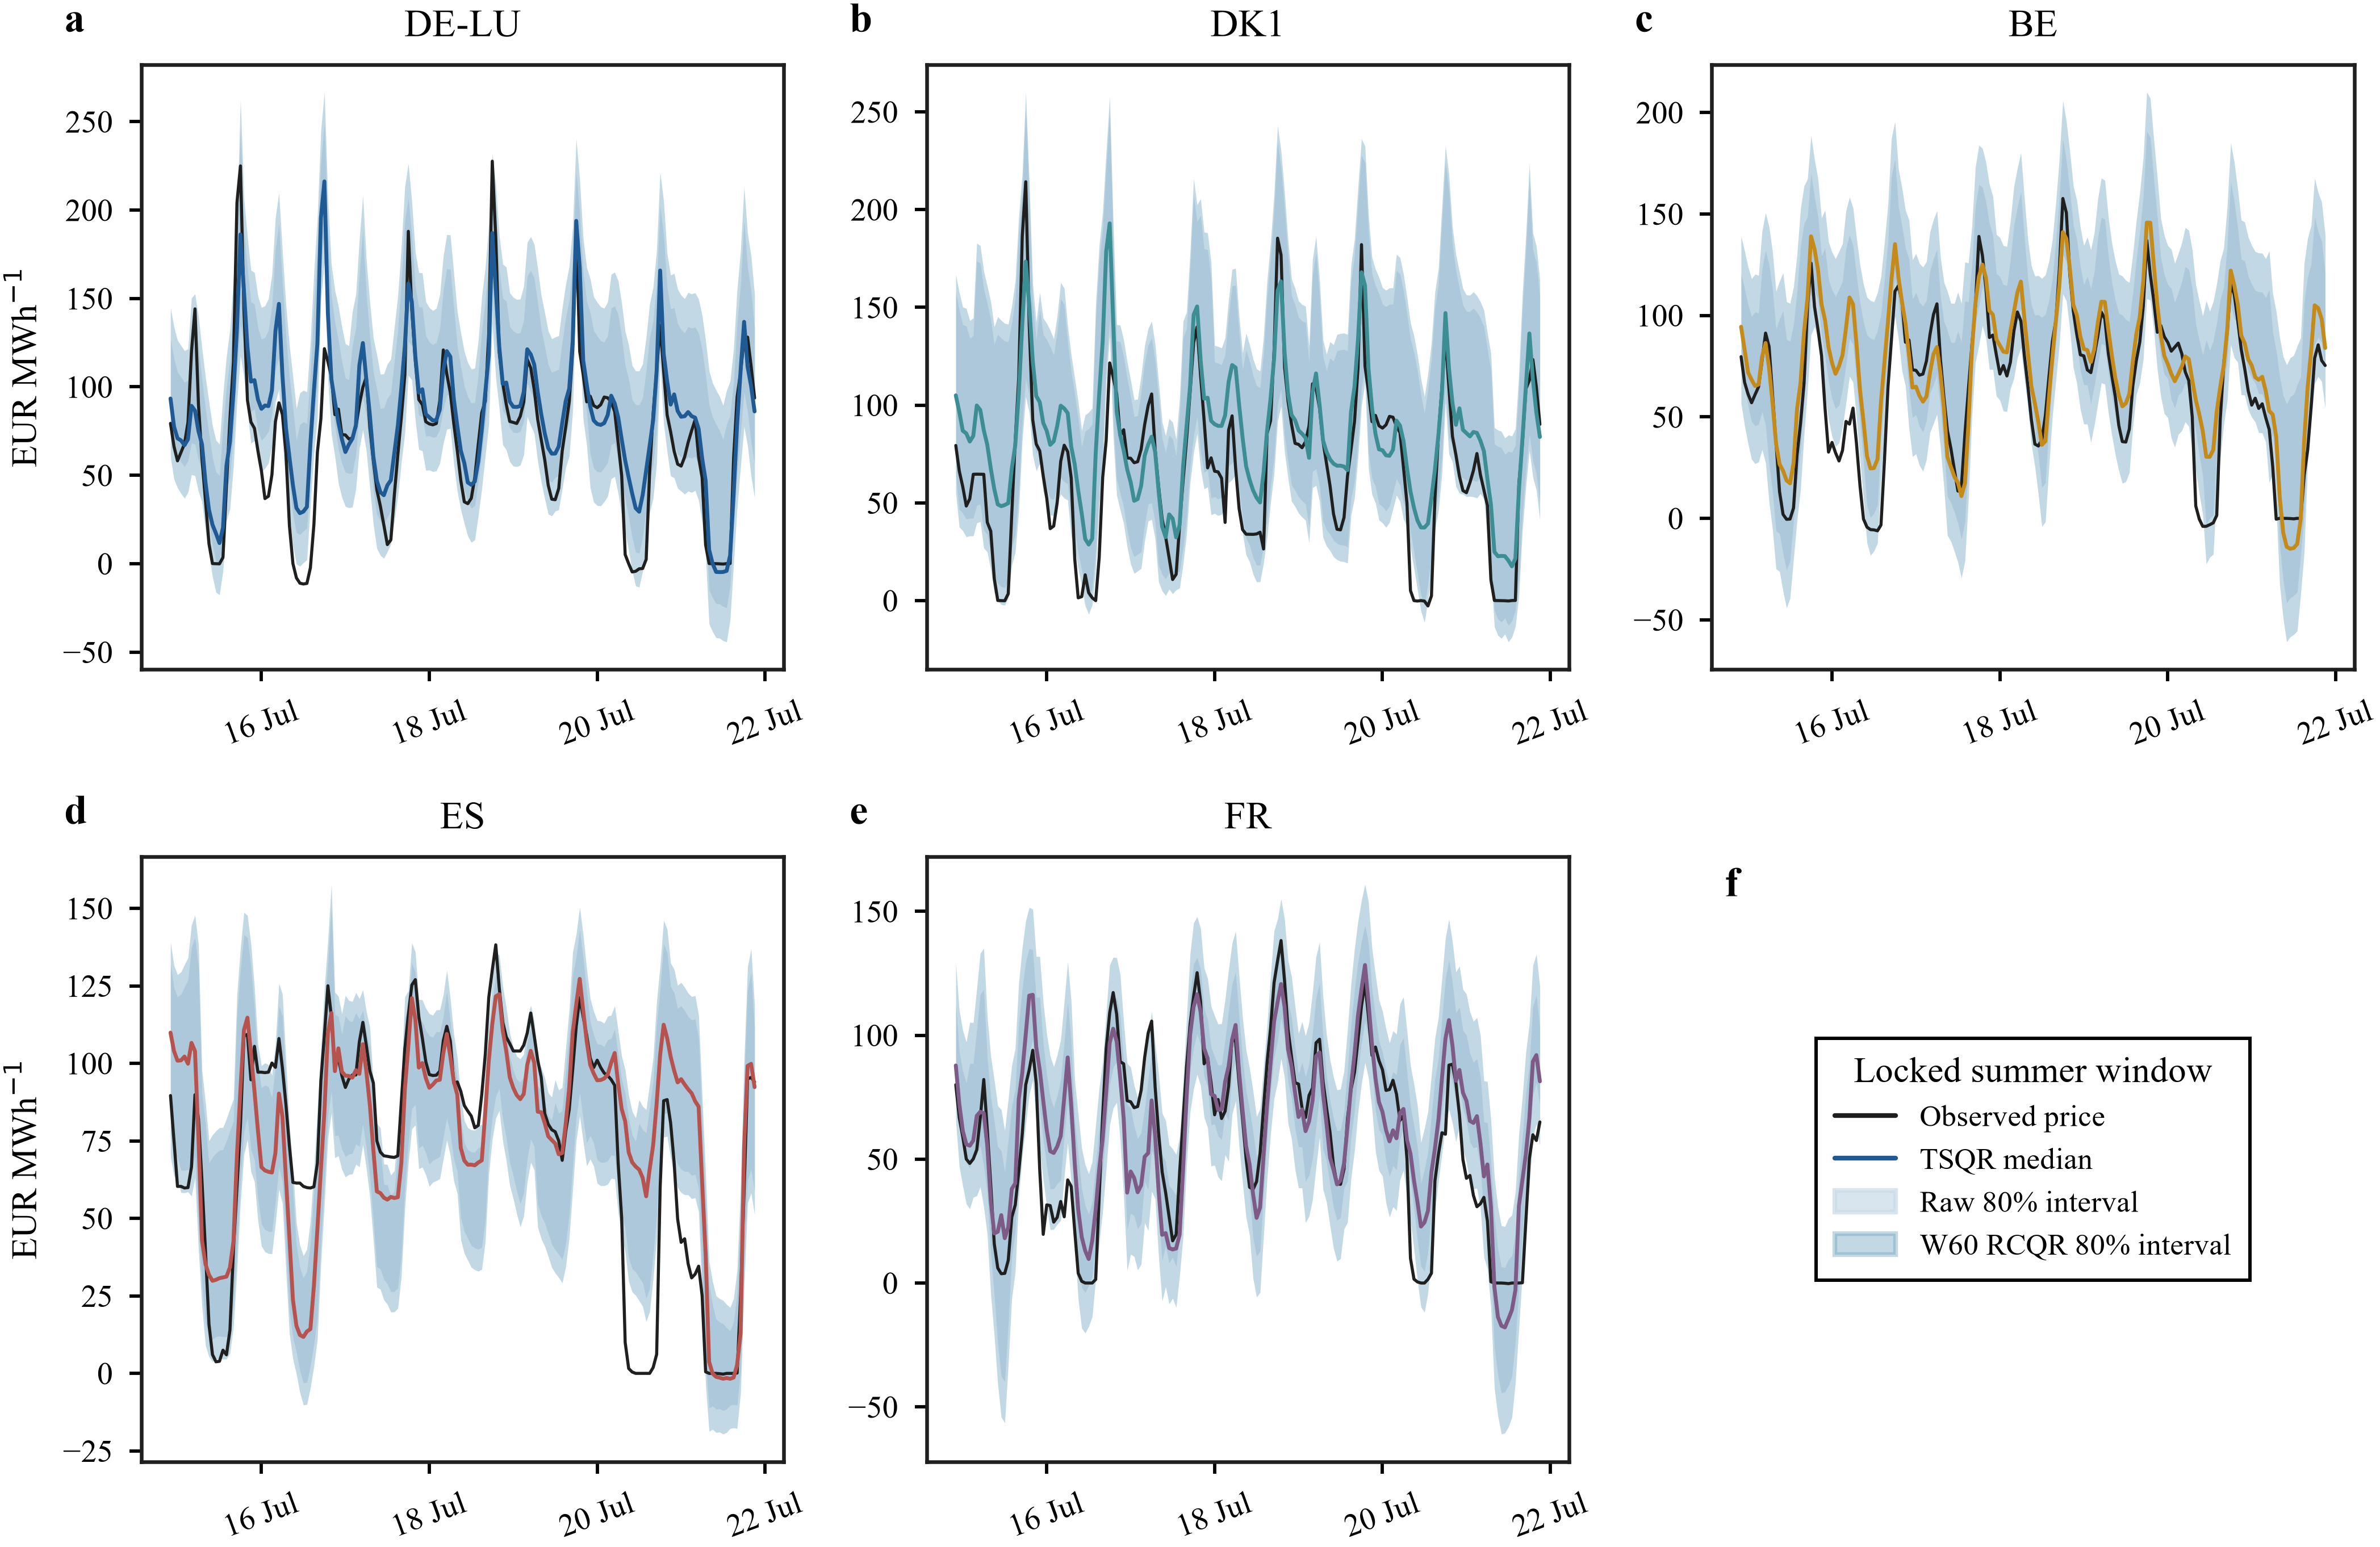 a
DE-LU
EUR MWh⁻¹
250
200
150
100
50
0
−50
16 Jul
18 Jul
20 Jul
22 Jul
b
DK1
250
200
150
100
50
0
16 Jul
18 Jul
20 Jul
22 Jul
c
BE
200
150
100
50
0
−50
16 Jul
18 Jul
20 Jul
22 Jul
d
ES
EUR MWh⁻¹
150
125
100
75
50
25
0
−25
16 Jul
18 Jul
20 Jul
22 Jul
e
FR
150
100
50
0
−50
16 Jul
18 Jul
20 Jul
22 Jul
f
Locked summer window
Observed price
TSQR median
Raw 80% interval
W60 RCQR 80% interval